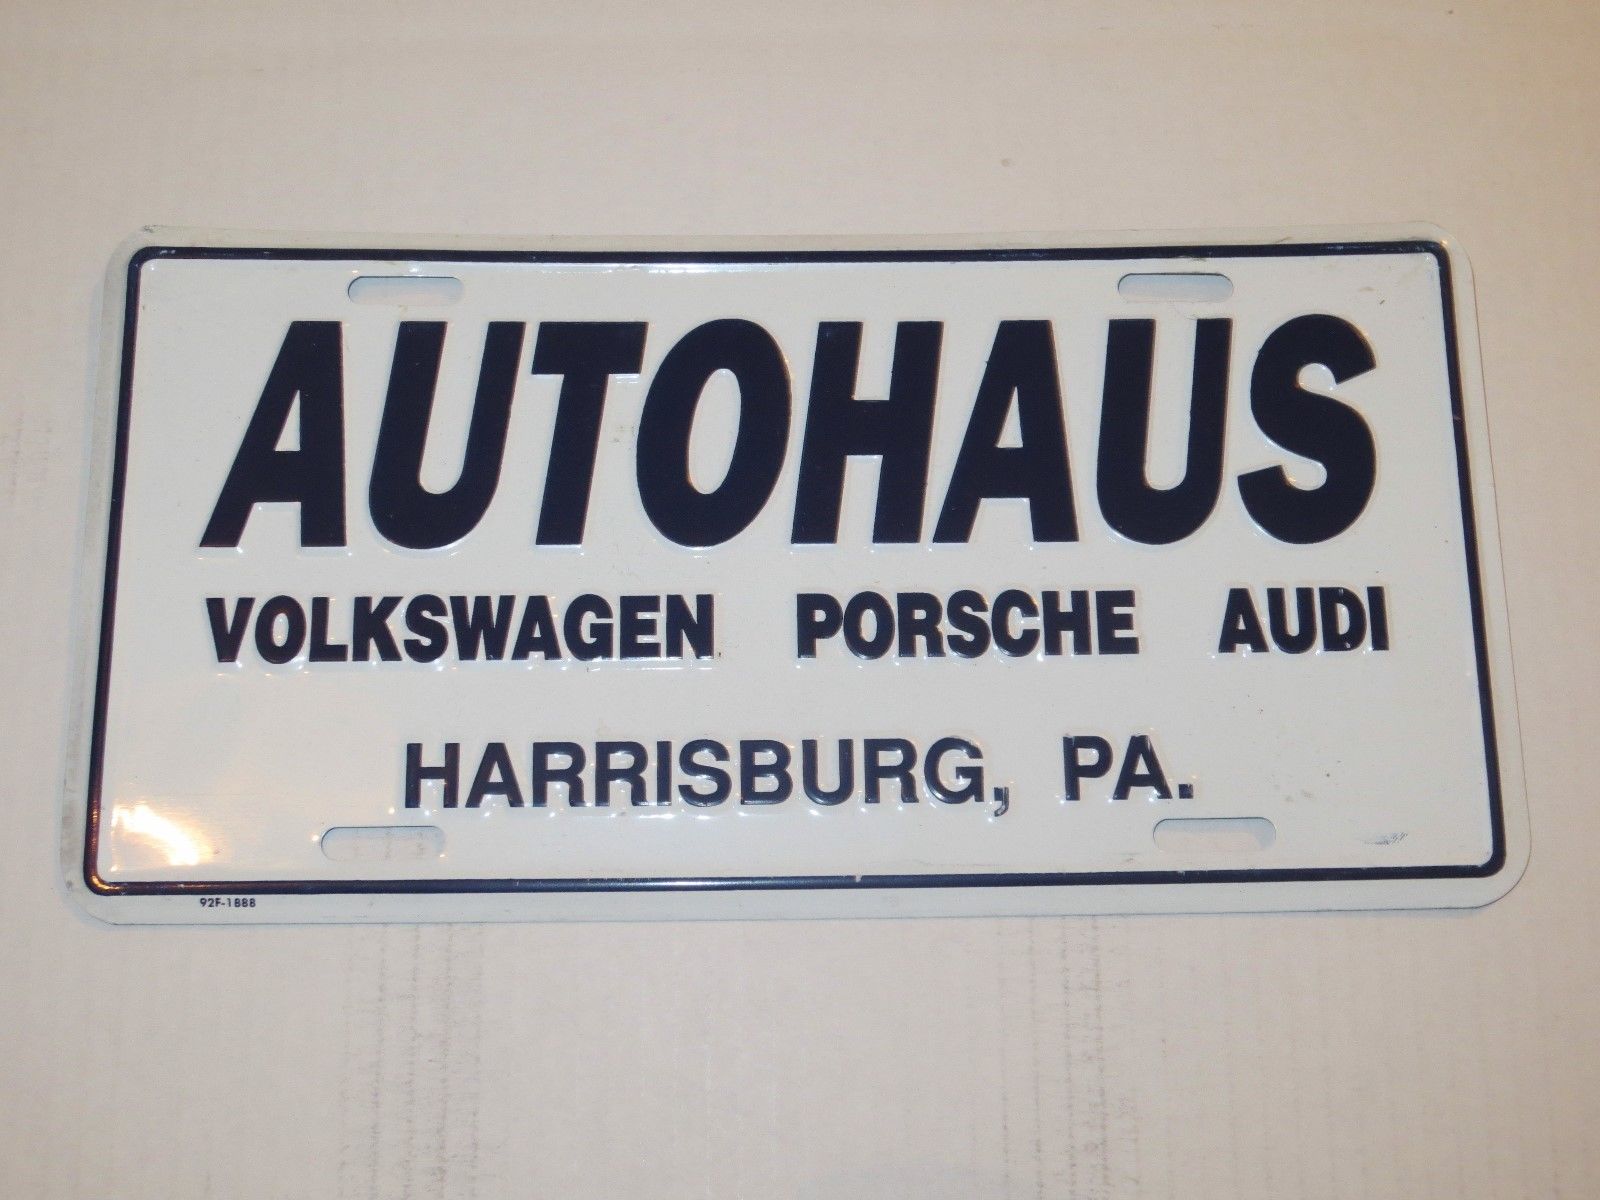 AUTOHAUS
VOLKSWAGEN PORSCHE AUDI
HARRISBURG, PA.
92F-1888